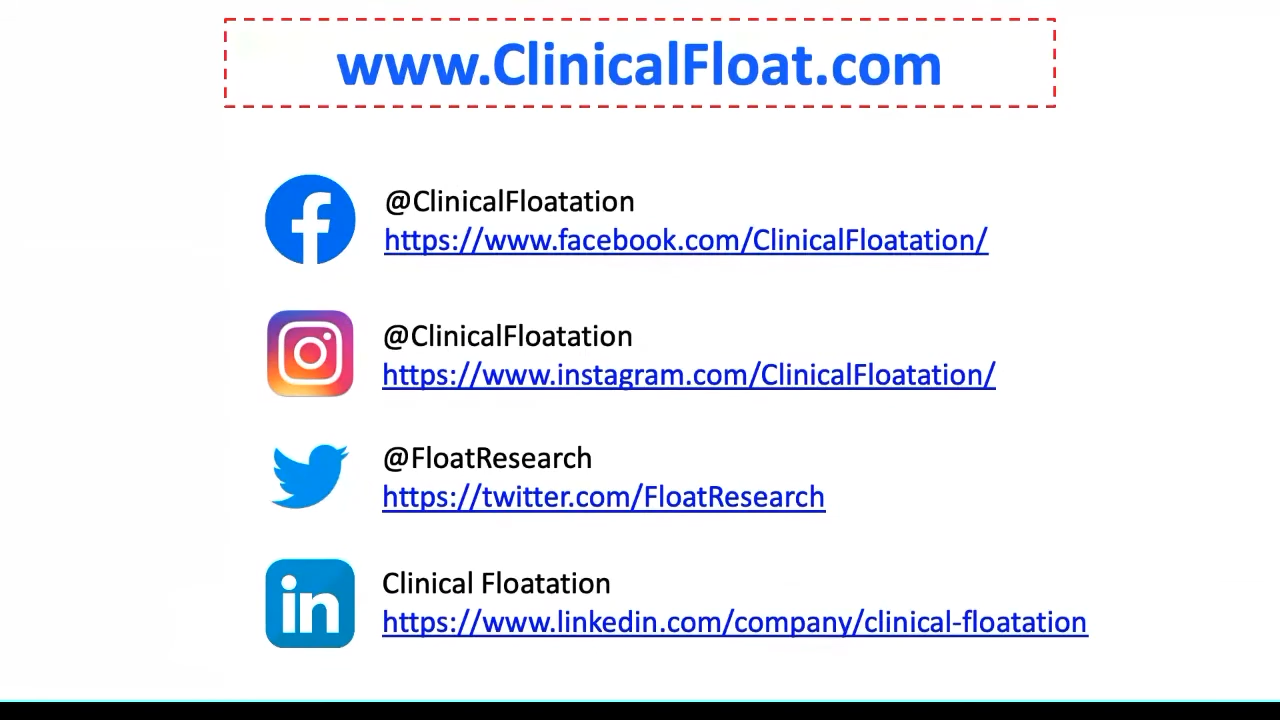 www.ClinicalFloat.com
@ClinicalFloatation
https://www.facebook.com/ClinicalFloatation/
@ClinicalFloatation
https://www.instagram.com/ClinicalFloatation/
@FloatResearch
https://twitter.com/FloatResearch
in
Clinical Floatation
https://www.linkedin.com/company/clinical-floatation